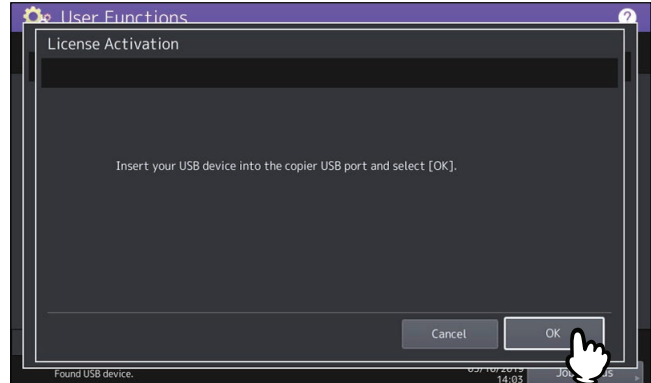 User Functions
?
License Activation
Insert your USB device into the copier USB port and select [OK].
Cancel
OK
Found USB device.
14:03